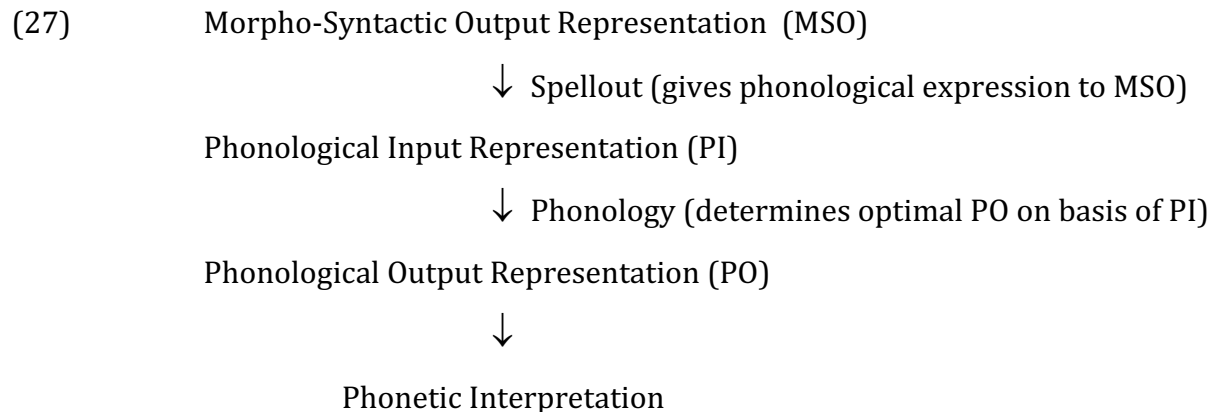 (27) Morpho-Syntactic Output Representation (MSO)
↓ Spellout (gives phonological expression to MSO)
Phonological Input Representation (PI)
↓ Phonology (determines optimal PO on basis of PI)
Phonological Output Representation (PO)
↓
Phonetic Interpretation